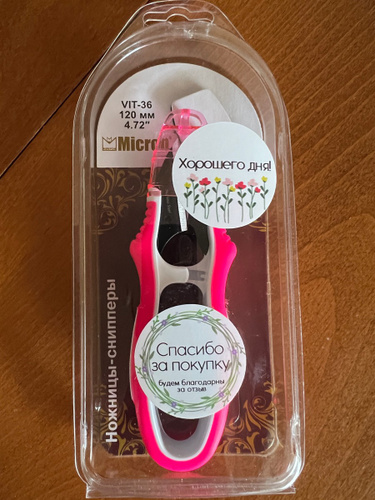 VIT-36
120 мм
4.72"
Micron
Хорошего дня!
Спасибо
за покупку
будем благодарны
за отзыв
Ножницы-снипперы